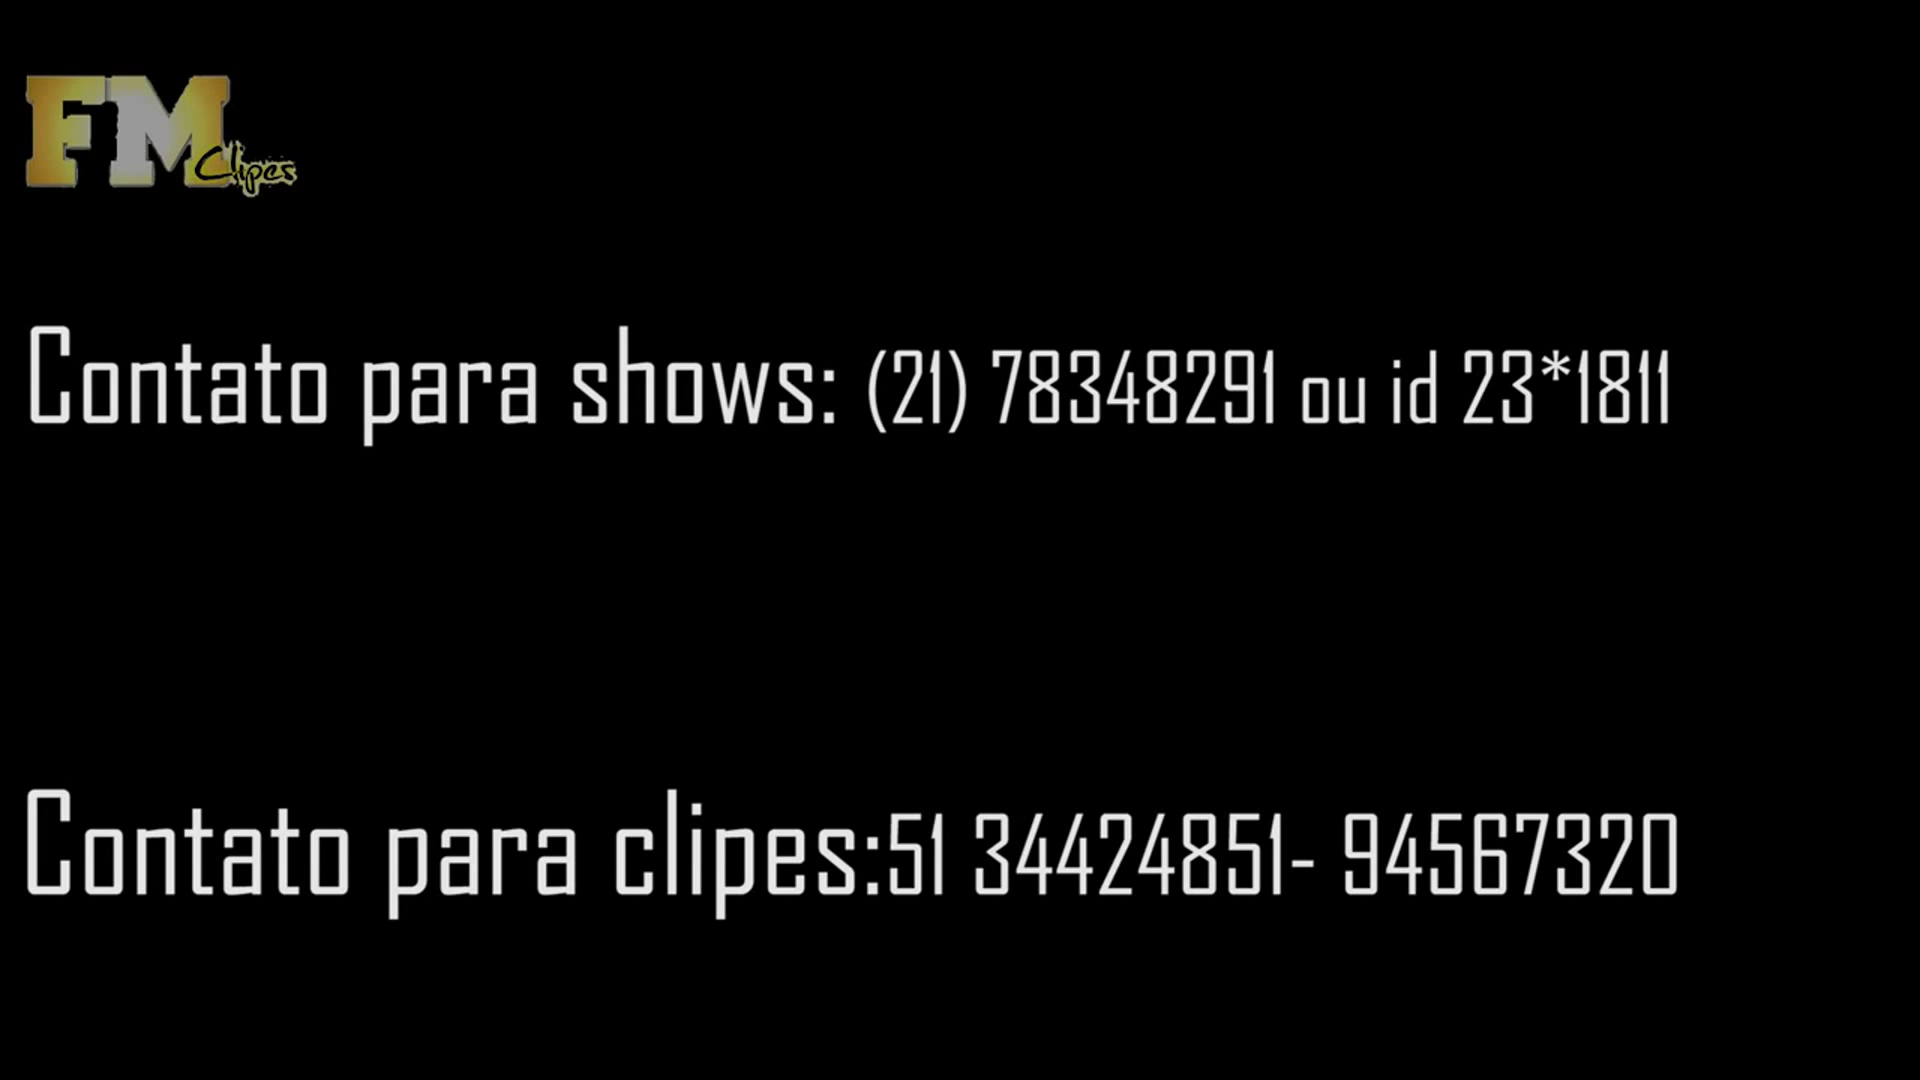 FM
Clipes
Contato para shows: (21) 78348291 ou id 23*1811
Contato para clipes:51 34424851- 94567320